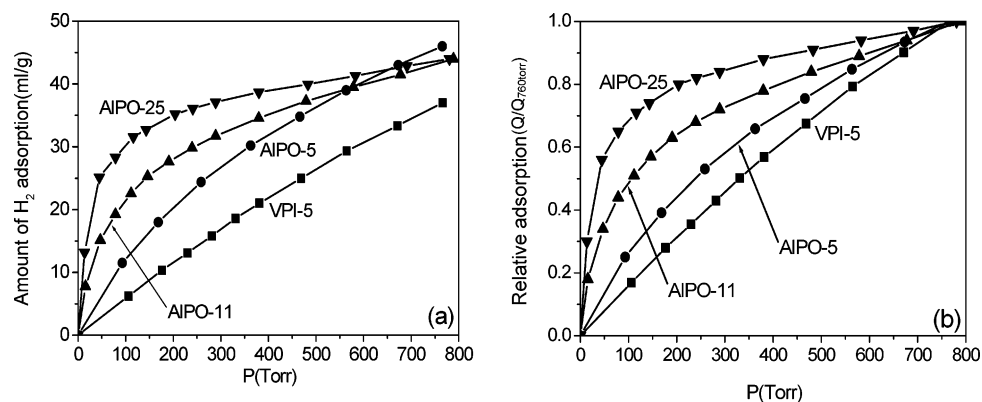 50
40
30
20
10
0
Amount of H2 adsorption(ml/g)
AlPO-25
AlPO-5
VPI-5
AlPO-11
(a)
0 100 200 300 400 500 600 700 800
P(Torr)
1.0
0.8
0.6
0.4
0.2
0.0
Relative adsorption(Q/Q760torr)
AlPO-25
VPI-5
AlPO-5
AlPO-11
(b)
0 100 200 300 400 500 600 700 800
P(Torr)